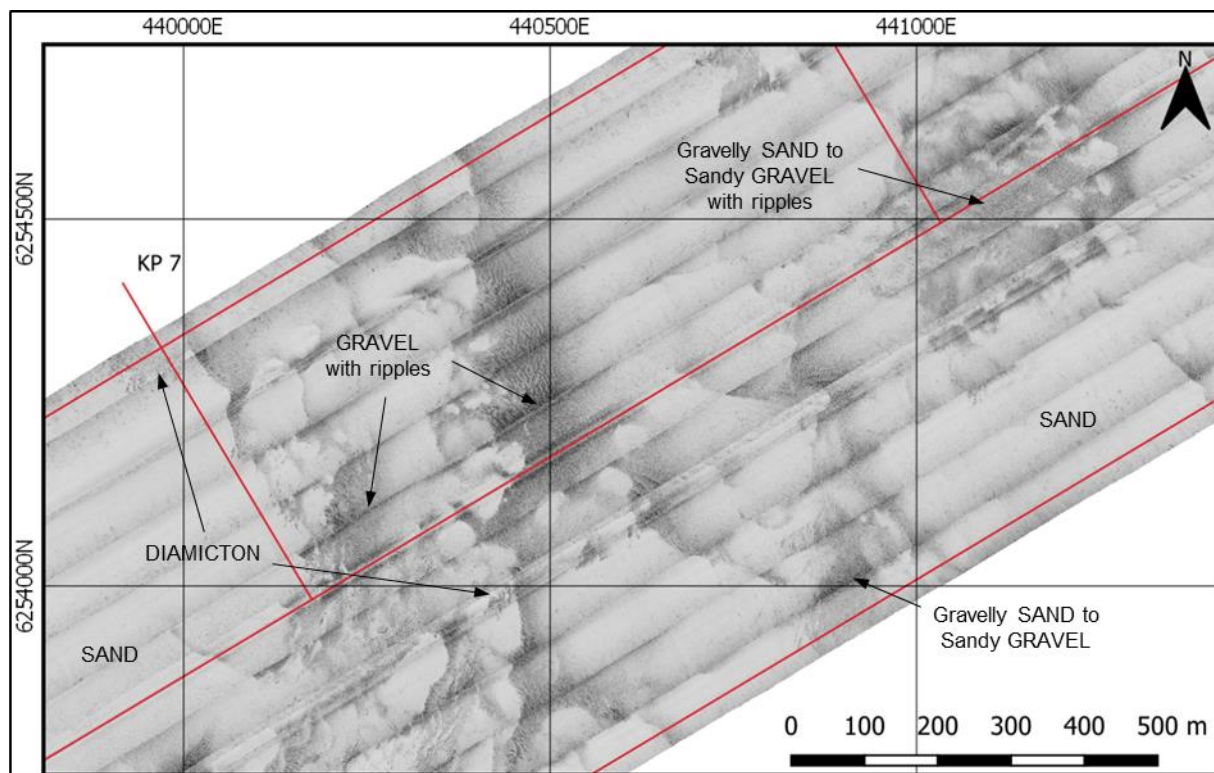 440000E
440500E
441000E
N
Gravelly SAND to
Sandy GRAVEL
with ripples
6254500N
KP 7
GRAVEL
with ripples
SAND
DIAMICTON
6254000N
Gravelly SAND to
Sandy GRAVEL
SAND
0 100 200 300 400 500 m